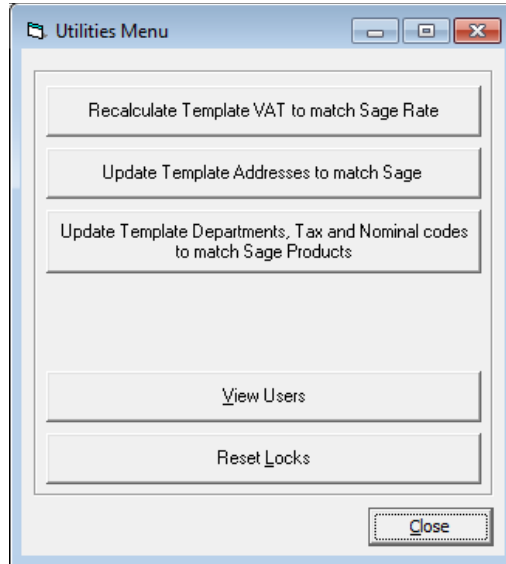 Utilities Menu
Recalculate Template VAT to match Sage Rate
Update Template Addresses to match Sage
Update Template Departments, Tax and Nominal codes
to match Sage Products
View Users
Reset Locks
Close